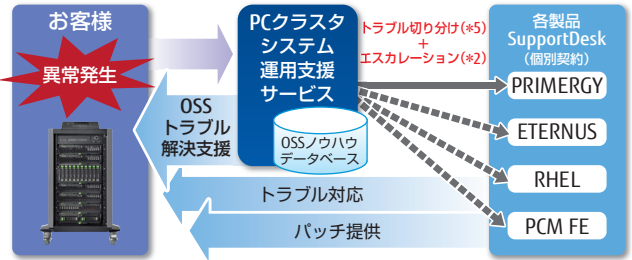 お客様
異常発生
PCクラスタ
システム
運用支援
サービス
OSSノウハウ
データベース
OSS
トラブル
解決支援
トラブル切り分け(*5)
+
エスカレーション(*2)
各製品
SupportDesk
(個別契約)
PRIMERGY
ETERNUS
RHEL
PCM FE
トラブル対応
パッチ提供